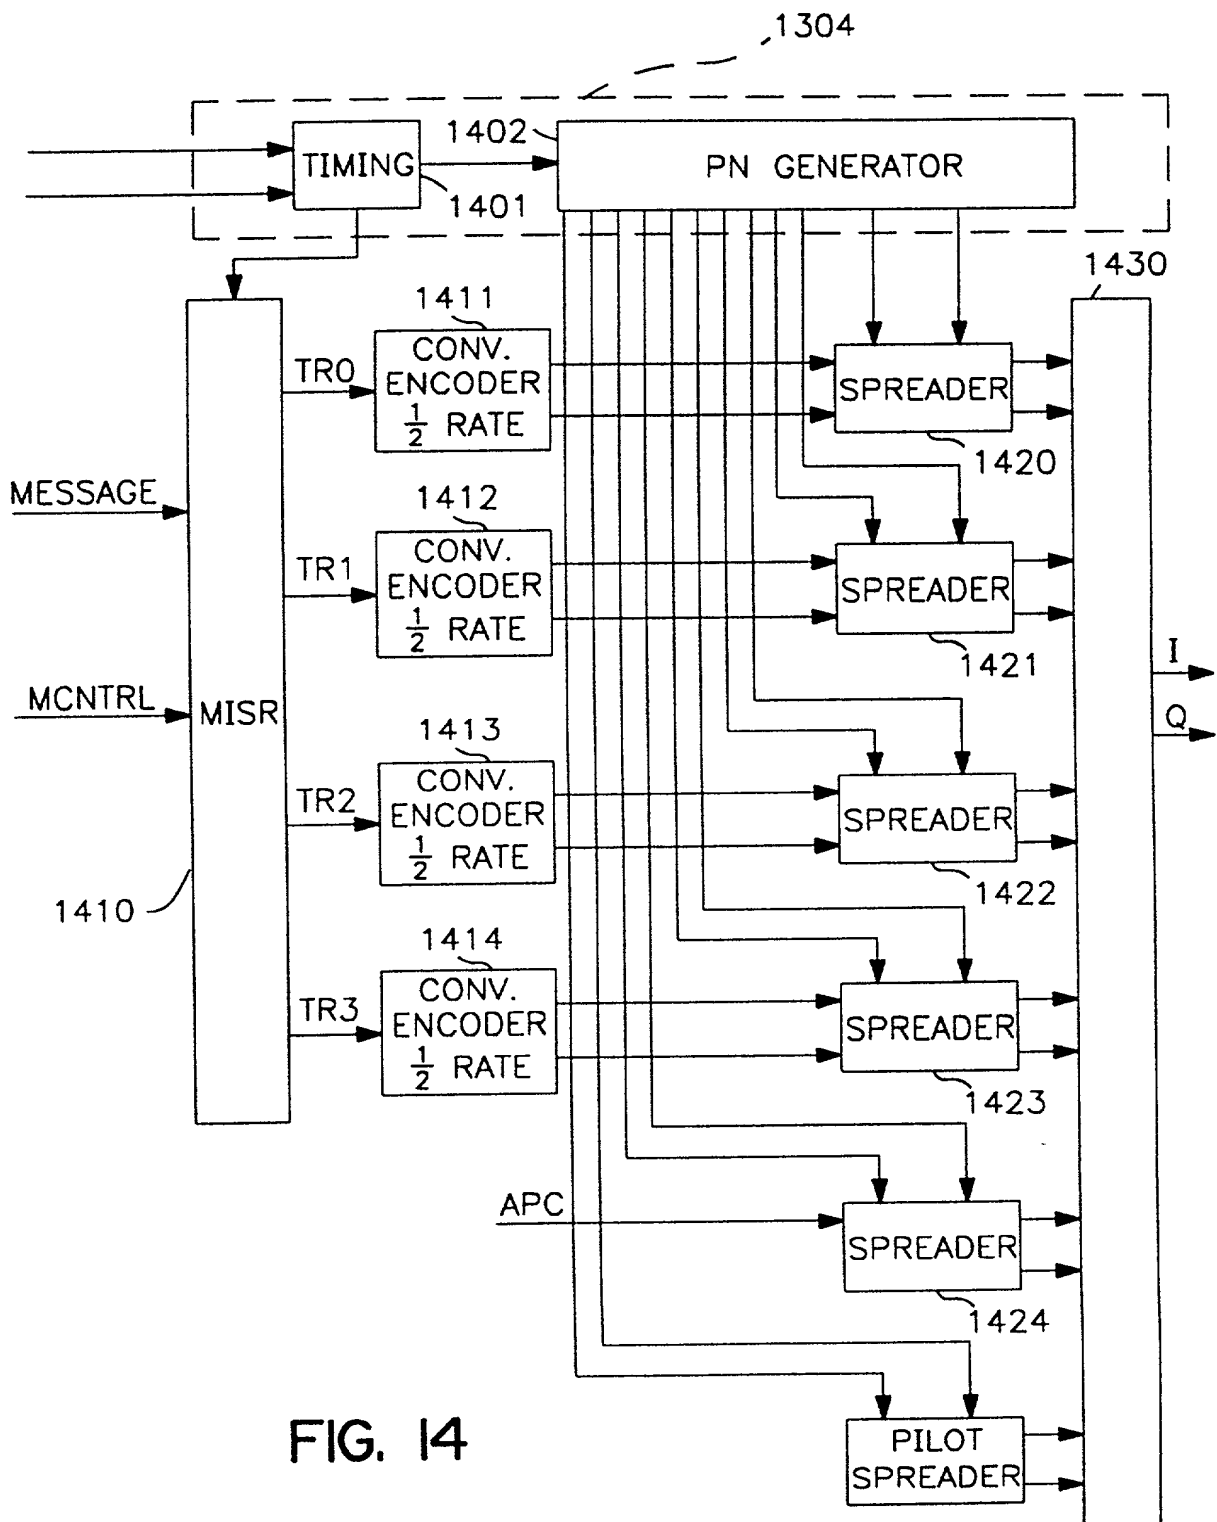 1304
1402
TIMING
PN GENERATOR
1401
1430
1411
CONV.
ENCODER
1/2 RATE
TR0
SPREADER
1420
MESSAGE
1412
CONV.
ENCODER
1/2 RATE
TR1
SPREADER
1421
I
MCNTRL
MISR
Q
1413
CONV.
ENCODER
1/2 RATE
TR2
SPREADER
1422
1410
1414
CONV.
ENCODER
1/2 RATE
TR3
SPREADER
1423
APC
SPREADER
1424
FIG. 14
PILOT
SPREADER